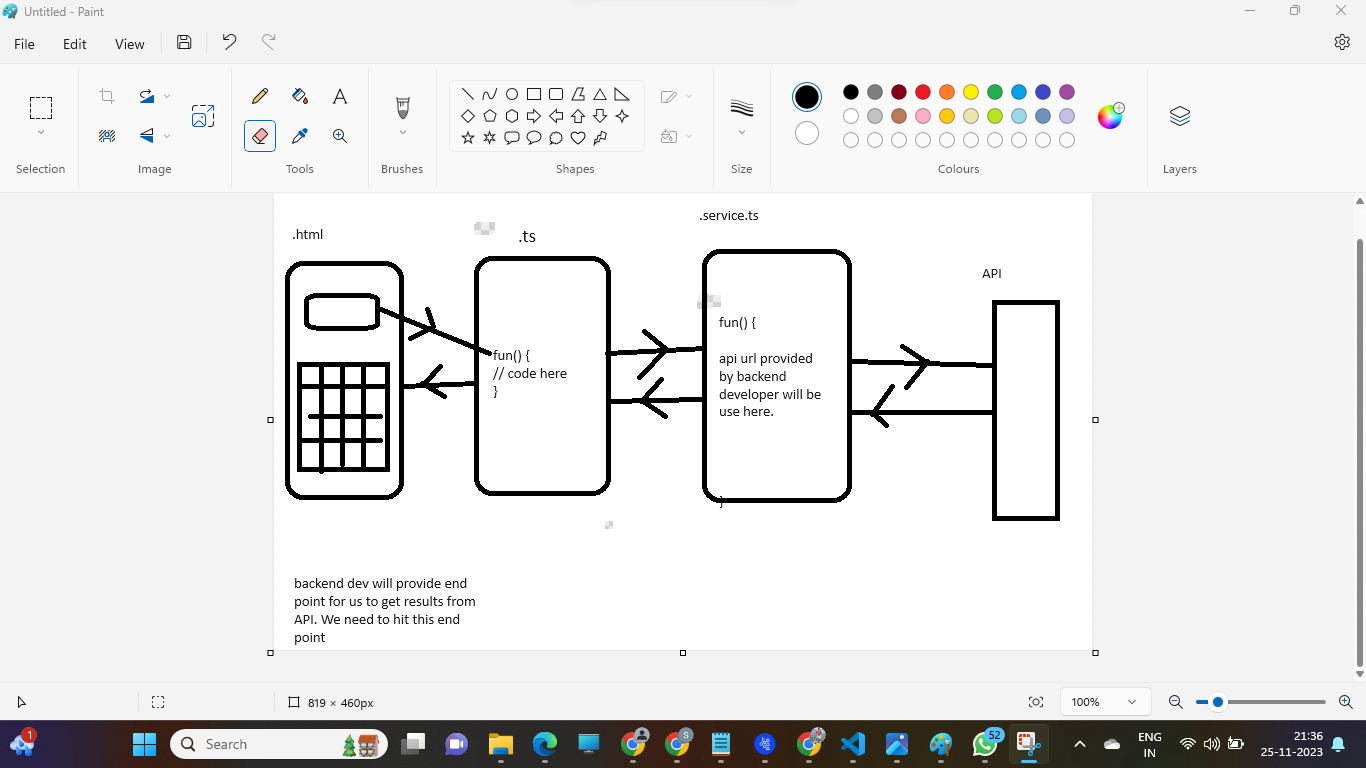 Untitled - Paint
File Edit View
Selection Image Tools Brushes Shapes Size Colours Layers
.service.ts
.html
.ts
API
fun() {
api url provided
by backend
developer will be
use here.
}
fun() {
// code here
}
backend dev will provide end
point for us to get results from
API. We need to hit this end
point
819 × 460px
100%
1
Search
S
52
ENG
IN
21:36
25-11-2023